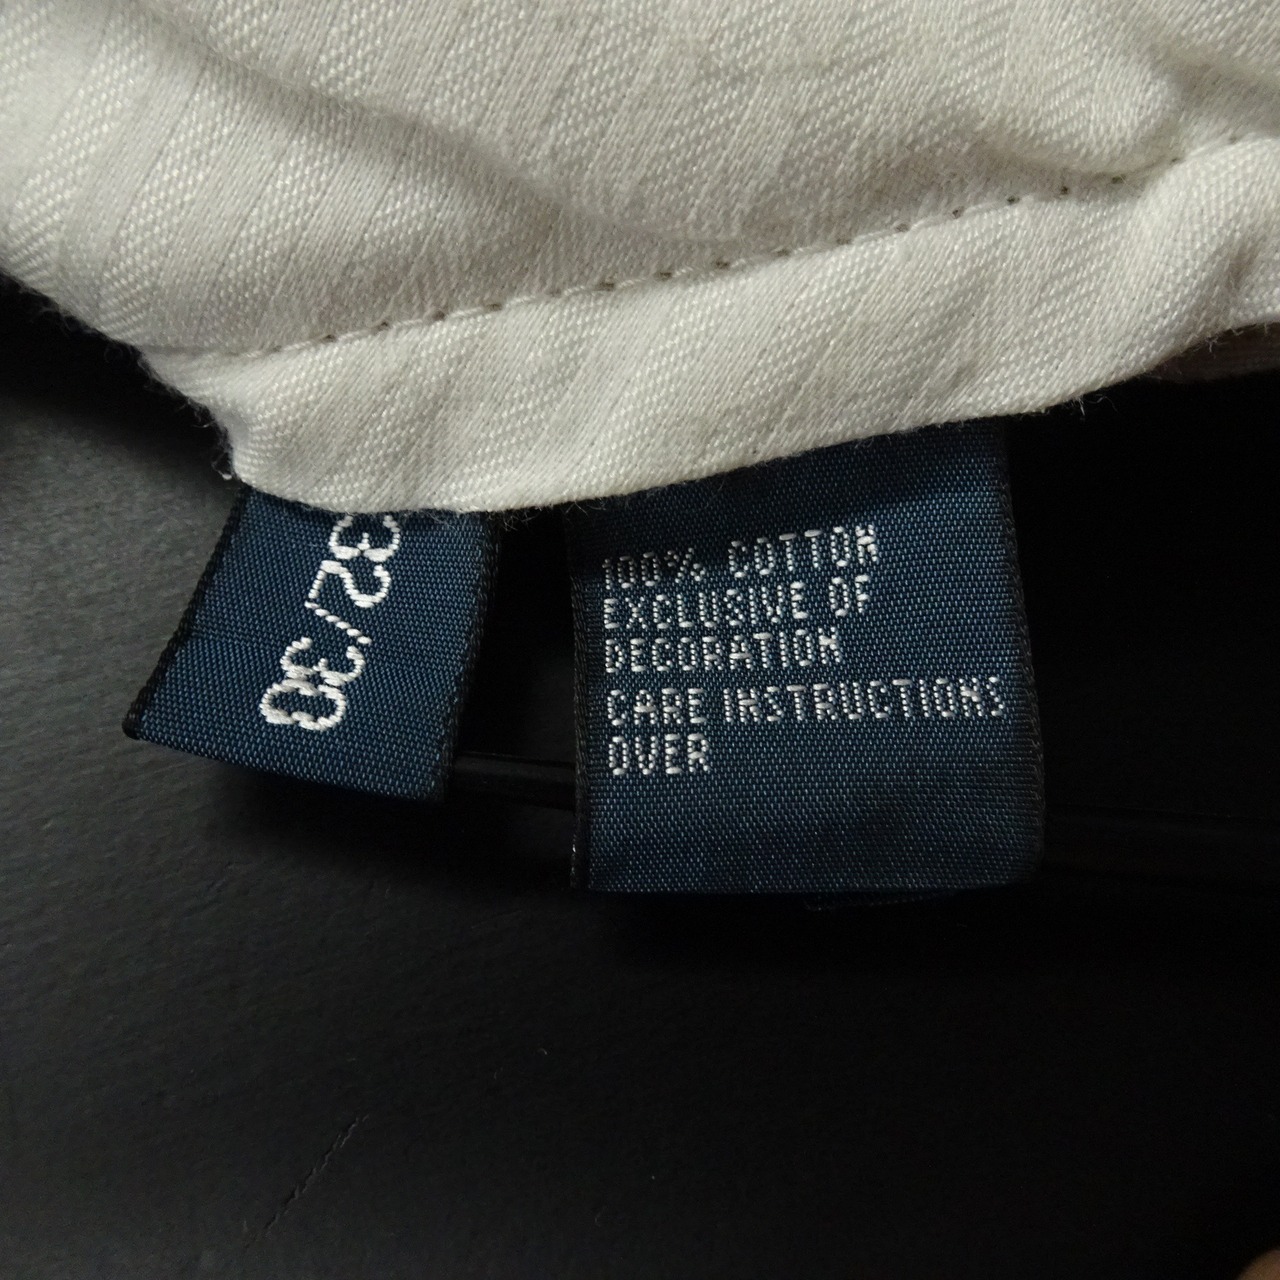 32/30
100% COTTON
EXCLUSIVE OF
DECORATION
CARE INSTRUCTIONS
OVER